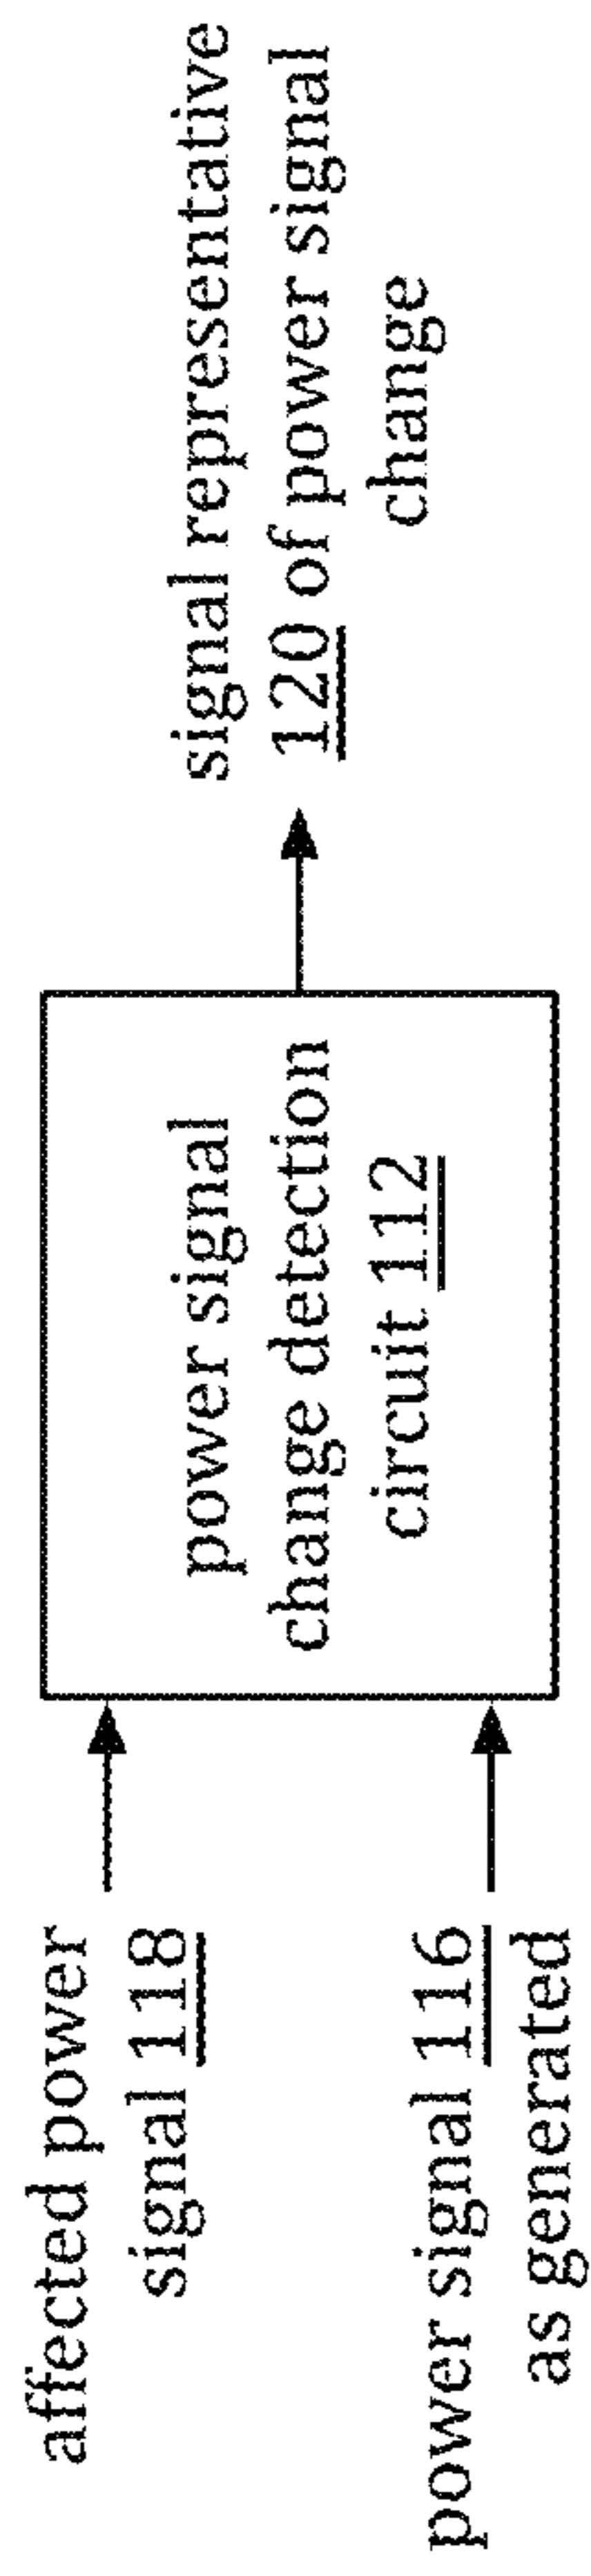 affected power
signal 118
power signal 116
as generated
power signal
change detection
circuit 112
signal representative
120 of power signal
change